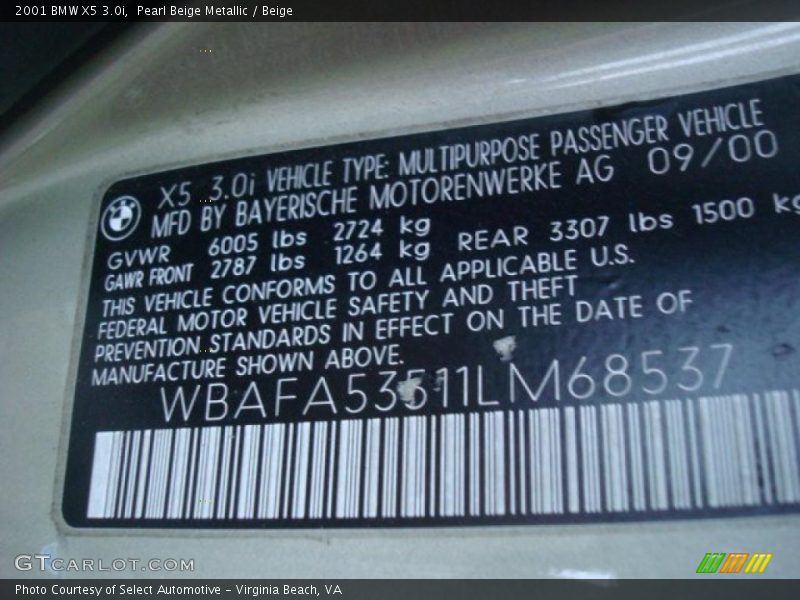 2001 BMW X5 3.0i, Pearl Beige Metallic / Beige
X5 3.0i VEHICLE TYPE: MULTIPURPOSE PASSENGER VEHICLE
MFD BY BAYERISCHE MOTORENWERKE AG 09/00
GVWR 6005 lbs 2724 kg
GAWR FRONT 2787 lbs 1264 kg REAR 3307 lbs 1500 kg
THIS VEHICLE CONFORMS TO ALL APPLICABLE U.S.
FEDERAL MOTOR VEHICLE SAFETY AND THEFT
PREVENTION STANDARDS IN EFFECT ON THE DATE OF
MANUFACTURE SHOWN ABOVE.
WBAFA53511LM68537
GTCARLOT.COM
Photo Courtesy of Select Automotive - Virginia Beach, VA